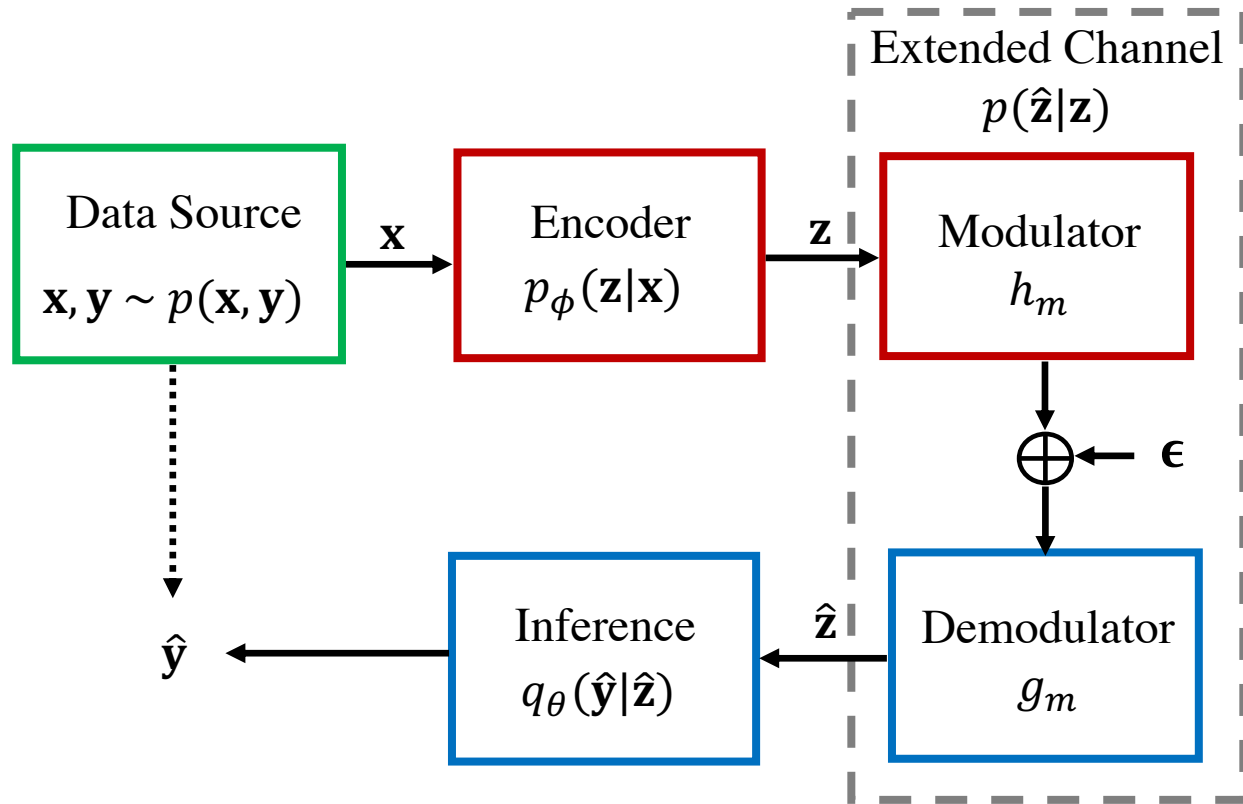 Extended Channel
p(ẑ|z)
Data Source
x, y ~ p(x, y)
x
Encoder
p_ϕ(z|x)
z
Modulator
h_m
ϵ
Demodulator
g_m
ẑ
Inference
q_θ(ŷ|ẑ)
ŷ